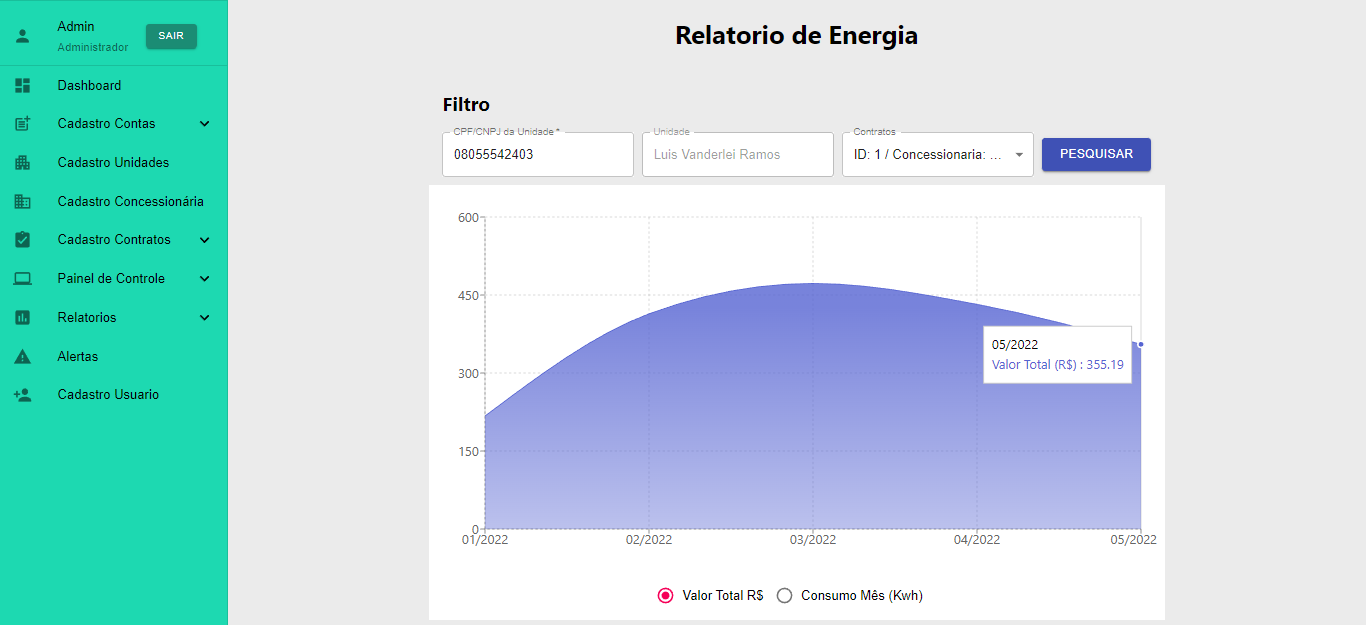 Admin
Administrador
SAIR
Dashboard
Cadastro Contas
Cadastro Unidades
Cadastro Concessionária
Cadastro Contratos
Painel de Controle
Relatorios
Alertas
Cadastro Usuario
Relatorio de Energia
Filtro
CPF/CNPJ da Unidade *
08055542403
Unidade
Luis Vanderlei Ramos
Contratos
ID: 1 / Concessionaria: ...
PESQUISAR
600
450
300
150
0
05/2022
Valor Total (R$) : 355.19
01/2022
02/2022
03/2022
04/2022
05/2022
Valor Total R$
Consumo Mês (Kwh)